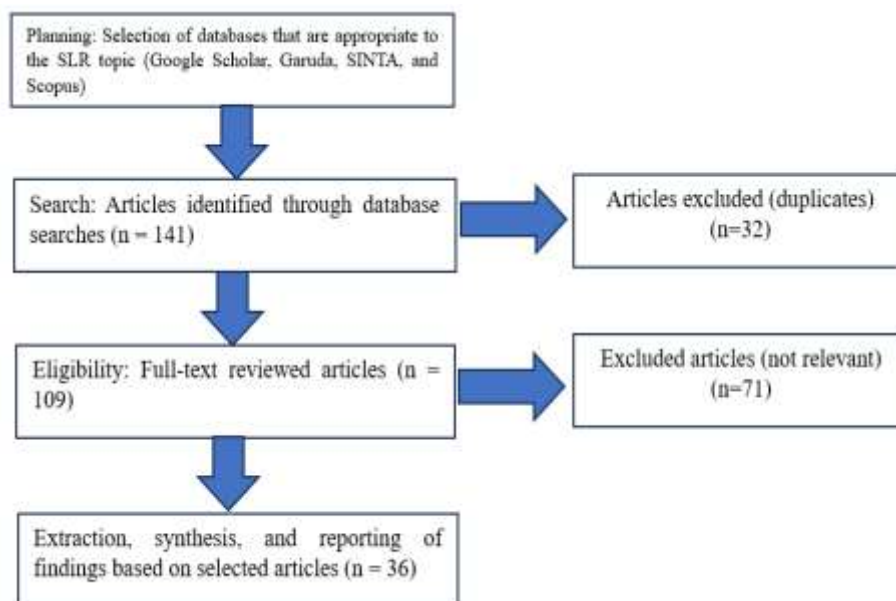 Planning: Selection of databases that are appropriate to
the SLR topic (Google Scholar, Garuda, SINTA, and
Scopus)
Search: Articles identified through database
searches (n = 141)
Articles excluded (duplicates)
(n=32)
Eligibility: Full-text reviewed articles (n =
109)
Excluded articles (not relevant)
(n=71)
Extraction, synthesis, and reporting of
findings based on selected articles (n = 36)